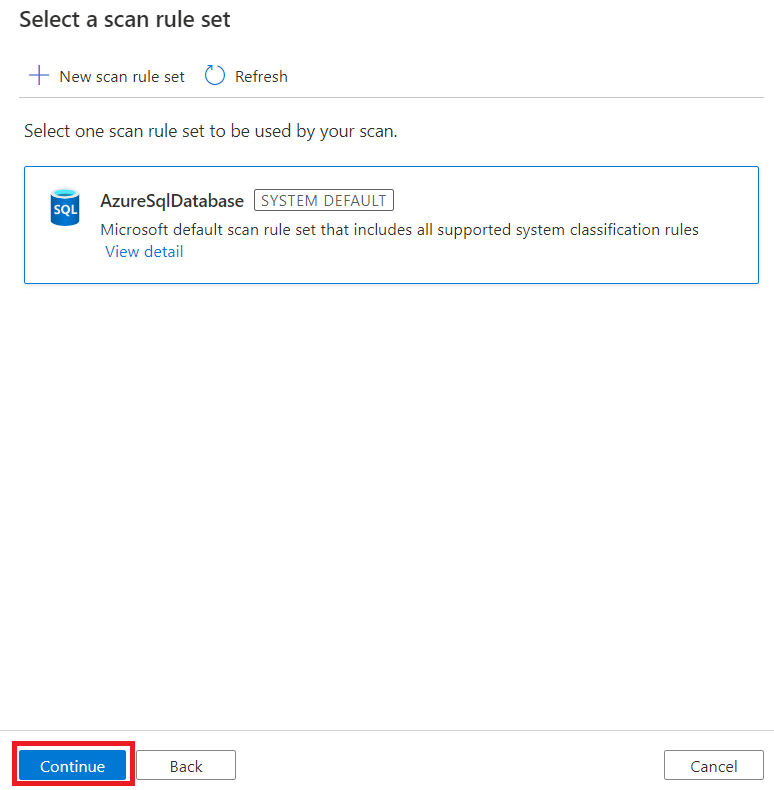 Select a scan rule set
New scan rule set Refresh
Select one scan rule set to be used by your scan.
SQL AzureSqlDatabase SYSTEM DEFAULT
Microsoft default scan rule set that includes all supported system classification rules
View detail
Continue Back Cancel